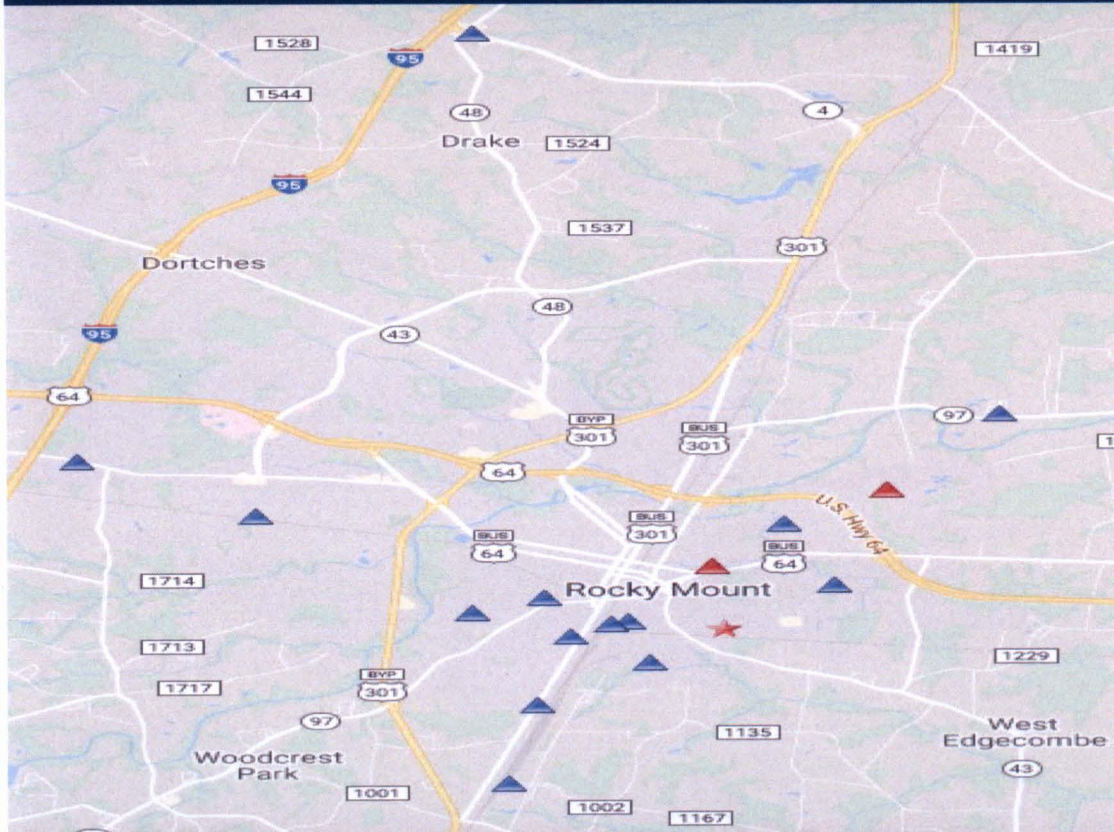 1528
95
1419
1544
48
4
Drake
1524
95
1537
301
Dortches
48
95
43
64
BYP
301
BUS
301
97
1
64
U.S. Hwy 64
BUS
301
BUS
64
BUS
64
1714
Rocky Mount
1713
1229
1717
BYP
301
97
1135
West
Edgecombe
Woodcrest
Park
43
1001
1002
1167